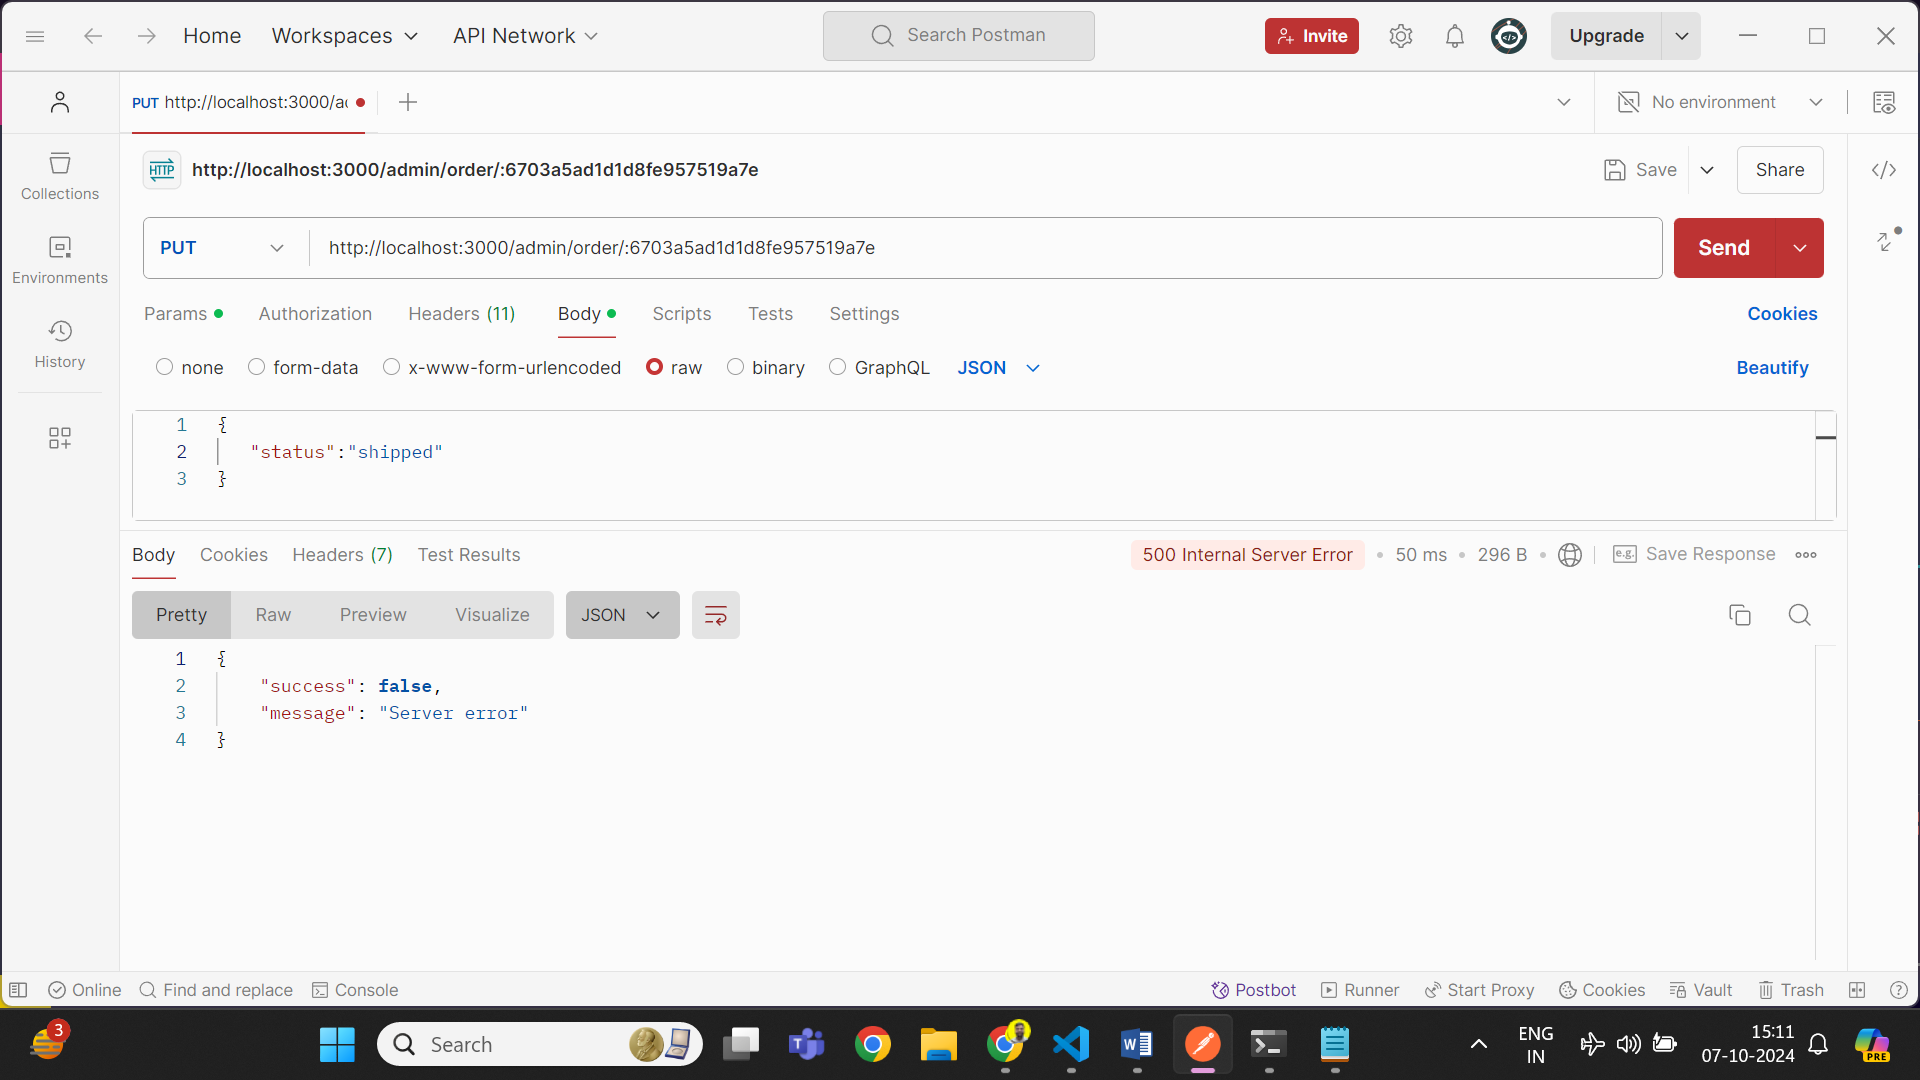 Home Workspaces API Network Search Postman Invite Upgrade
PUT http://localhost:3000/a No environment
HTTP http://localhost:3000/admin/order/:6703a5ad1d1d8fe957519a7e Save Share
PUT http://localhost:3000/admin/order/:6703a5ad1d1d8fe957519a7e Send
Params Authorization Headers (11) Body Scripts Tests Settings Cookies
none form-data x-www-form-urlencoded raw binary GraphQL JSON Beautify
Collections
Environments
History
1 {
2 "status":"shipped"
3 }
Body Cookies Headers (7) Test Results 500 Internal Server Error • 50 ms • 296 B • e.g. Save Response
Pretty Raw Preview Visualize JSON
1 {
2 "success": false,
3 "message": "Server error"
4 }
Online Find and replace Console Postbot Runner Start Proxy Cookies Vault Trash
3 Search ENG IN 15:11 07-10-2024 PRE